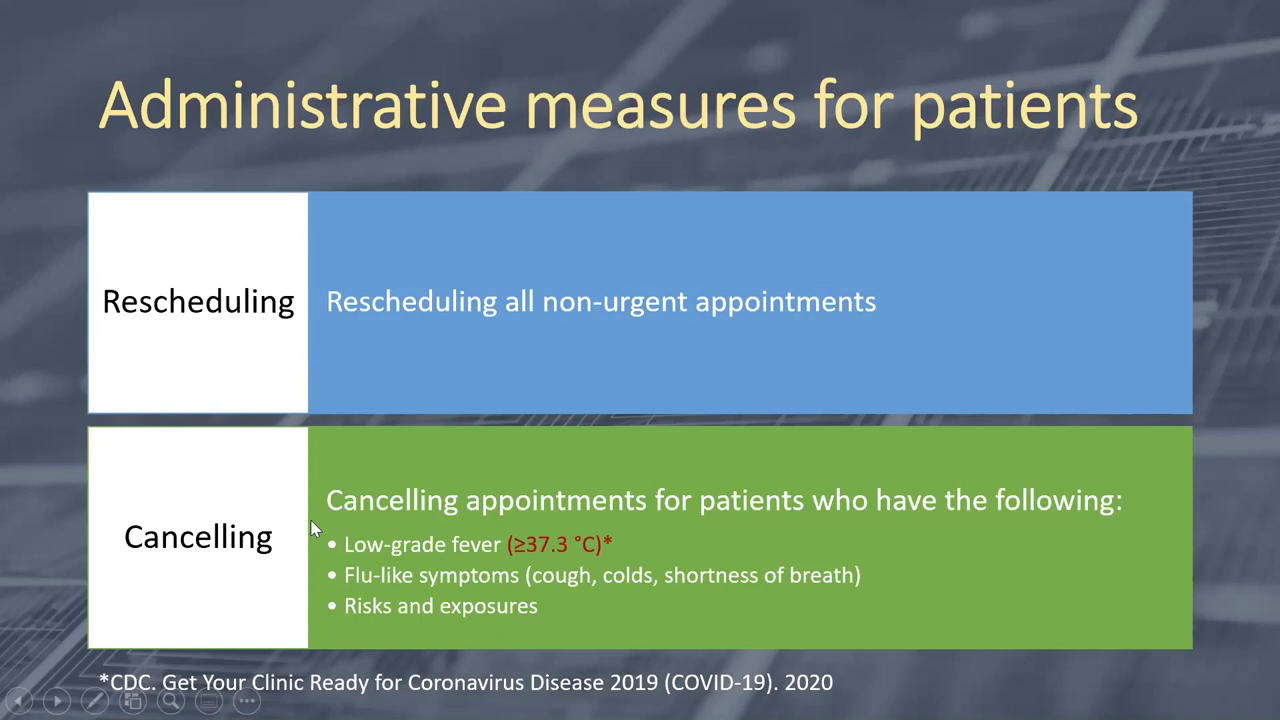 Administrative measures for patients
Rescheduling
Rescheduling all non-urgent appointments
Cancelling
Cancelling appointments for patients who have the following:
• Low-grade fever (≥37.3 °C)*
• Flu-like symptoms (cough, colds, shortness of breath)
• Risks and exposures
*CDC. Get Your Clinic Ready for Coronavirus Disease 2019 (COVID-19). 2020